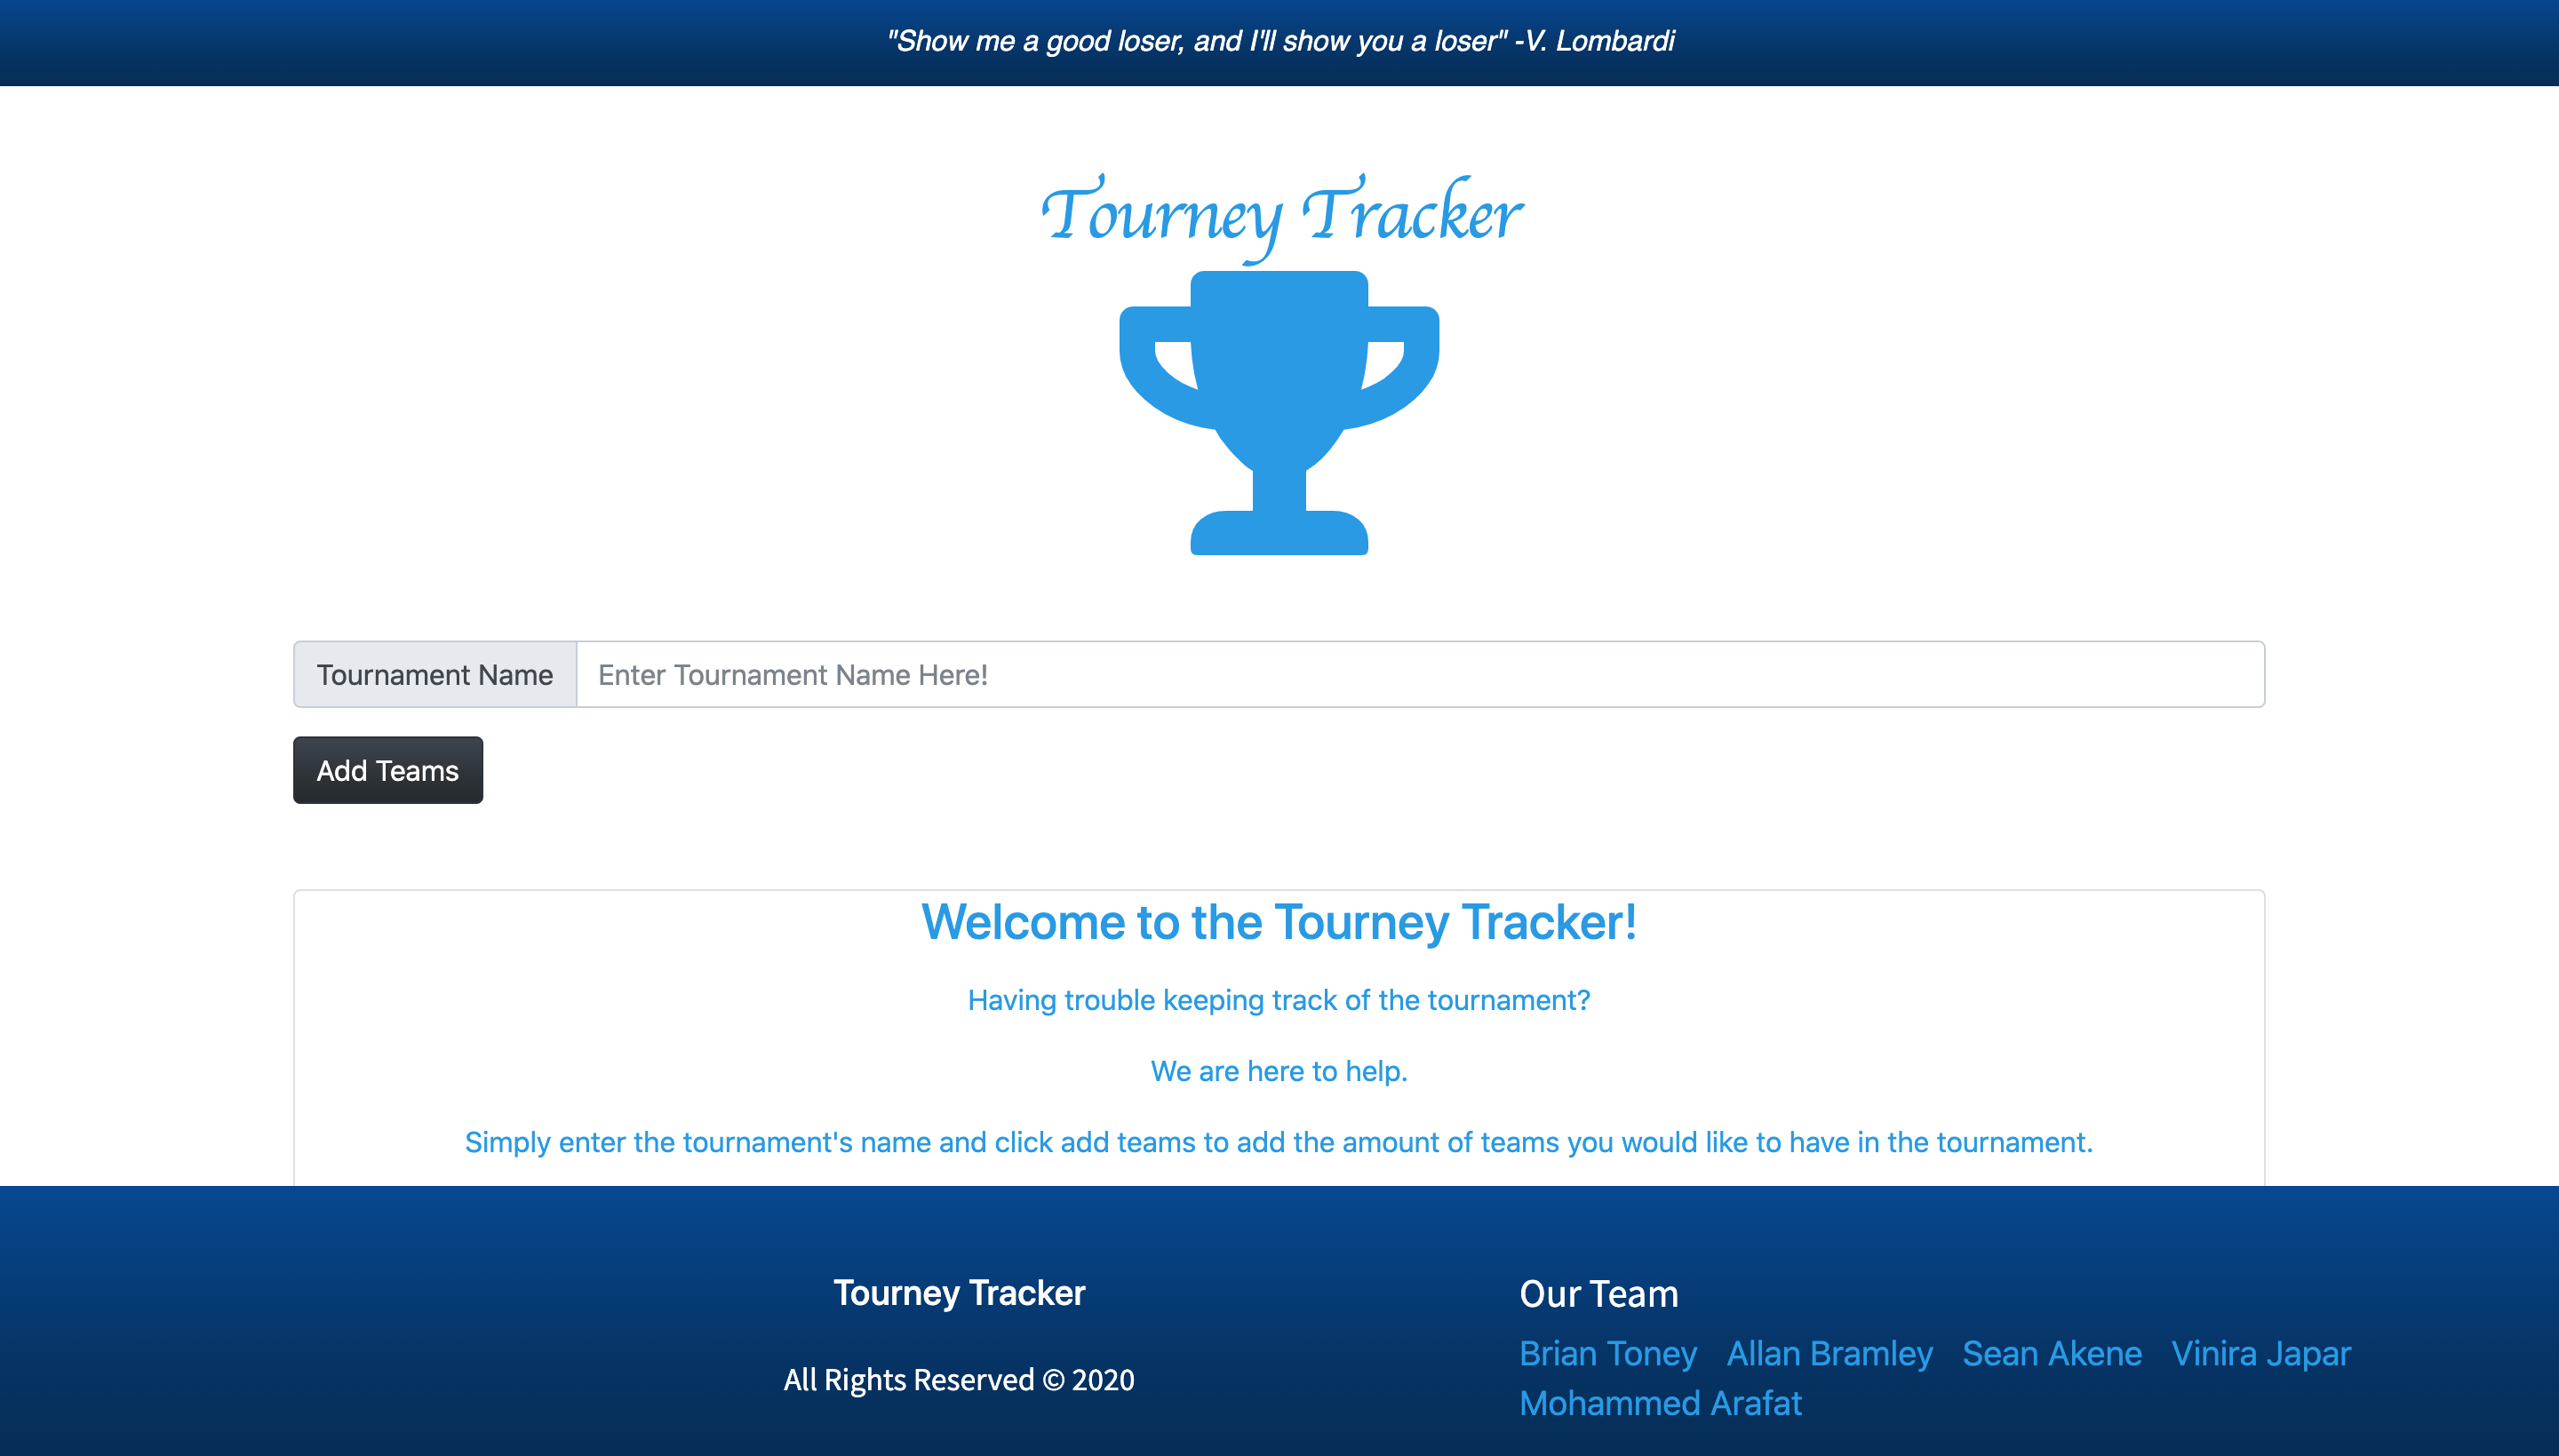 "Show me a good loser, and I'll show you a loser" -V. Lombardi
Tourney Tracker
Tournament Name
Enter Tournament Name Here!
Add Teams
Welcome to the Tourney Tracker!
Having trouble keeping track of the tournament?
We are here to help.
Simply enter the tournament's name and click add teams to add the amount of teams you would like to have in the tournament.
Tourney Tracker
All Rights Reserved © 2020
Our Team
Brian Toney Allan Bramley Sean Akene Vinira Japar
Mohammed Arafat